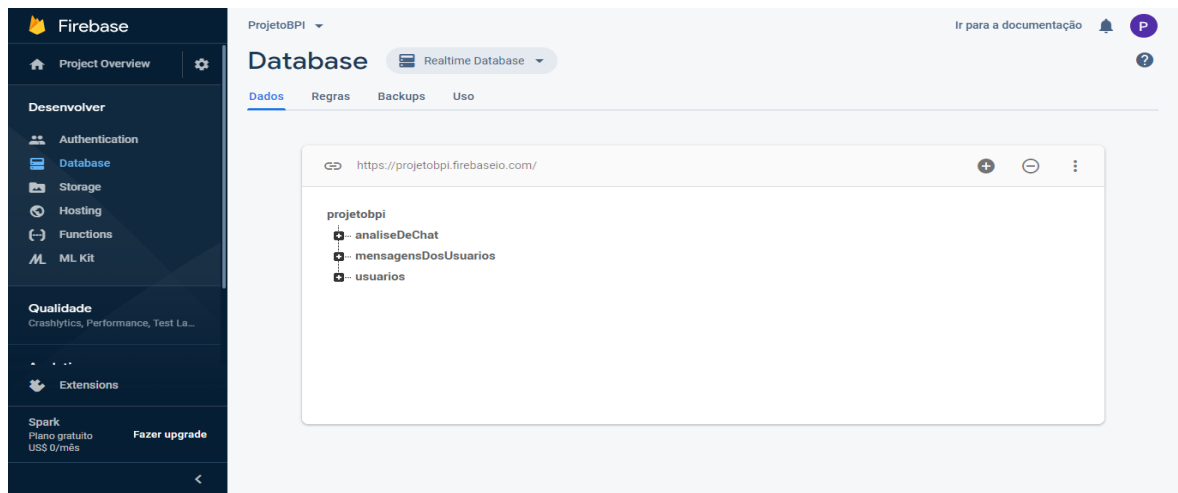 Firebase
Project Overview
Desenvolver
Authentication
Database
Storage
Hosting
Functions
ML Kit
Qualidade
Crashlytics, Performance, Test La...
Extensions
Spark
Plano gratuito
US$ 0/mês
Fazer upgrade
ProjetoBPI
Ir para a documentação
P
Database
Realtime Database
Dados Regras Backups Uso
https://projetobpi.firebaseio.com/
projetobpi
analiseDeChat
mensagensDosUsuarios
usuarios